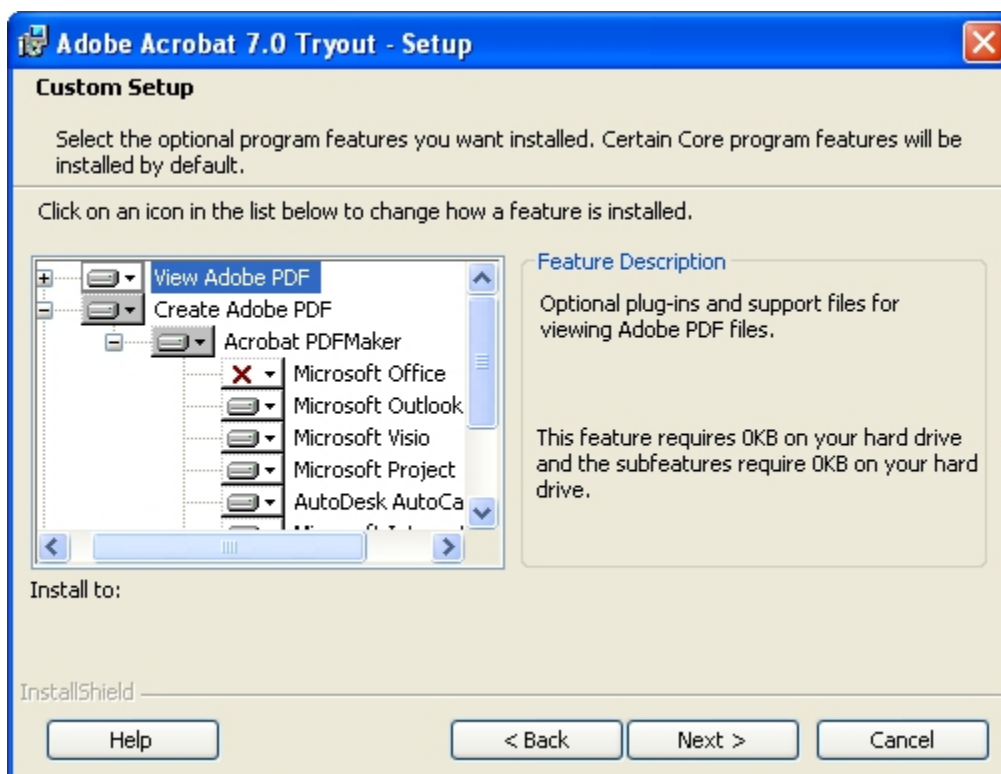 Adobe Acrobat 7.0 Tryout - Setup
Custom Setup
Select the optional program features you want installed. Certain Core program features will be
installed by default.
Click on an icon in the list below to change how a feature is installed.
View Adobe PDF
Create Adobe PDF
Acrobat PDFMaker
Microsoft Office
Microsoft Outlook
Microsoft Visio
Microsoft Project
AutoDesk AutoCa
Feature Description
Optional plug-ins and support files for
viewing Adobe PDF files.
This feature requires 0KB on your hard drive
and the subfeatures require 0KB on your hard
drive.
Install to:
InstallShield
Help
< Back
Next >
Cancel